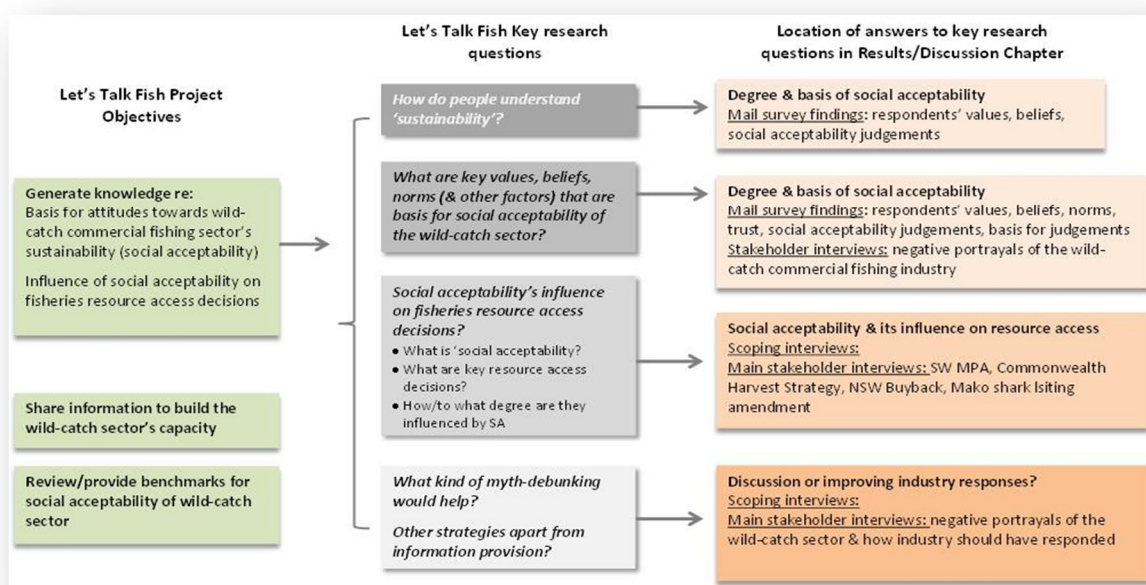 Let's Talk Fish Project
Objectives
Generate knowledge re:
Basis for attitudes towards wild-
catch commercial fishing sector's
sustainability (social acceptability)
Influence of social acceptability on
fisheries resource access decisions
Share information to build the
wild-catch sector's capacity
Review/provide benchmarks for
social acceptability of wild-catch
sector
Let's Talk Fish Key research
questions
How do people understand
'sustainability'?
What are key values, beliefs,
norms (& other factors) that are
basis for social acceptability of
the wild-catch sector?
Social acceptability's influence
on fisheries resource access
decisions?
● What is 'social acceptability?
● What are key resource access
decisions?
● How/to what degree are they
influenced by SA
What kind of myth-debunking
would help?
Other strategies apart from
information provision?
Location of answers to key research
questions in Results/Discussion Chapter
Degree & basis of social acceptability
Mail survey findings: respondents' values, beliefs,
social acceptability judgements
Degree & basis of social acceptability
Mail survey findings: respondents' values, beliefs, norms,
trust, social acceptability judgements, basis for judgements
Stakeholder interviews: negative portrayals of the wild-
catch commercial fishing industry
Social acceptability & its influence on resource access
Scoping interviews:
Main stakeholder interviews: SW MPA, Commonwealth
Harvest Strategy, NSW Buyback, Mako shark lsiting
amendment
Discussion or improving industry responses?
Scoping interviews:
Main stakeholder interviews: negative portrayals of the
wild-catch sector & how industry should have responded